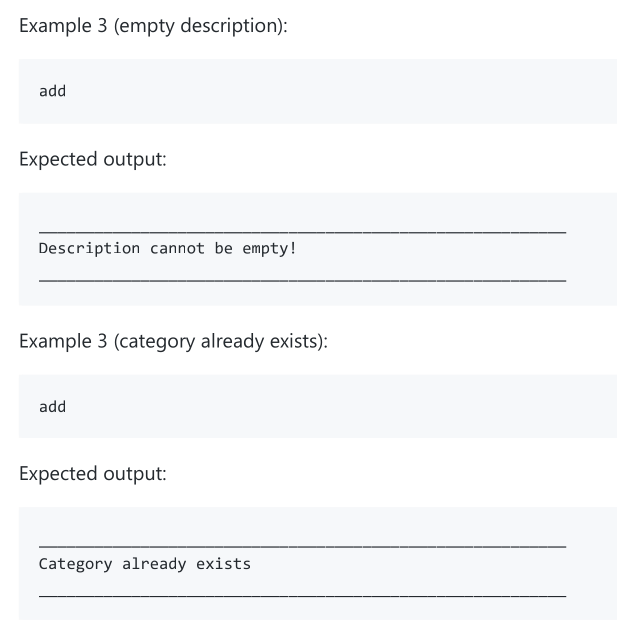 Example 3 (empty description):
add
Expected output:
____________________________________________________________
Description cannot be empty!
____________________________________________________________
Example 3 (category already exists):
add
Expected output:
____________________________________________________________
Category already exists
____________________________________________________________